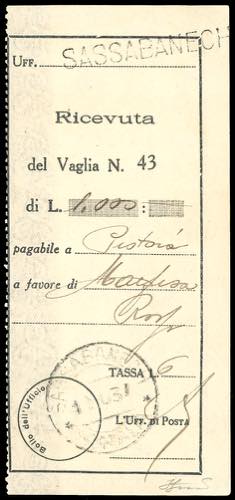 UFF. SASSABANECH
Ricevuta
del Vaglia N. 43
di L. 1,000 :
pagabile a Pistoia
a favore di
TASSA L. 6
Bollo dell'Ufficio
L'UFF. DI POSTA